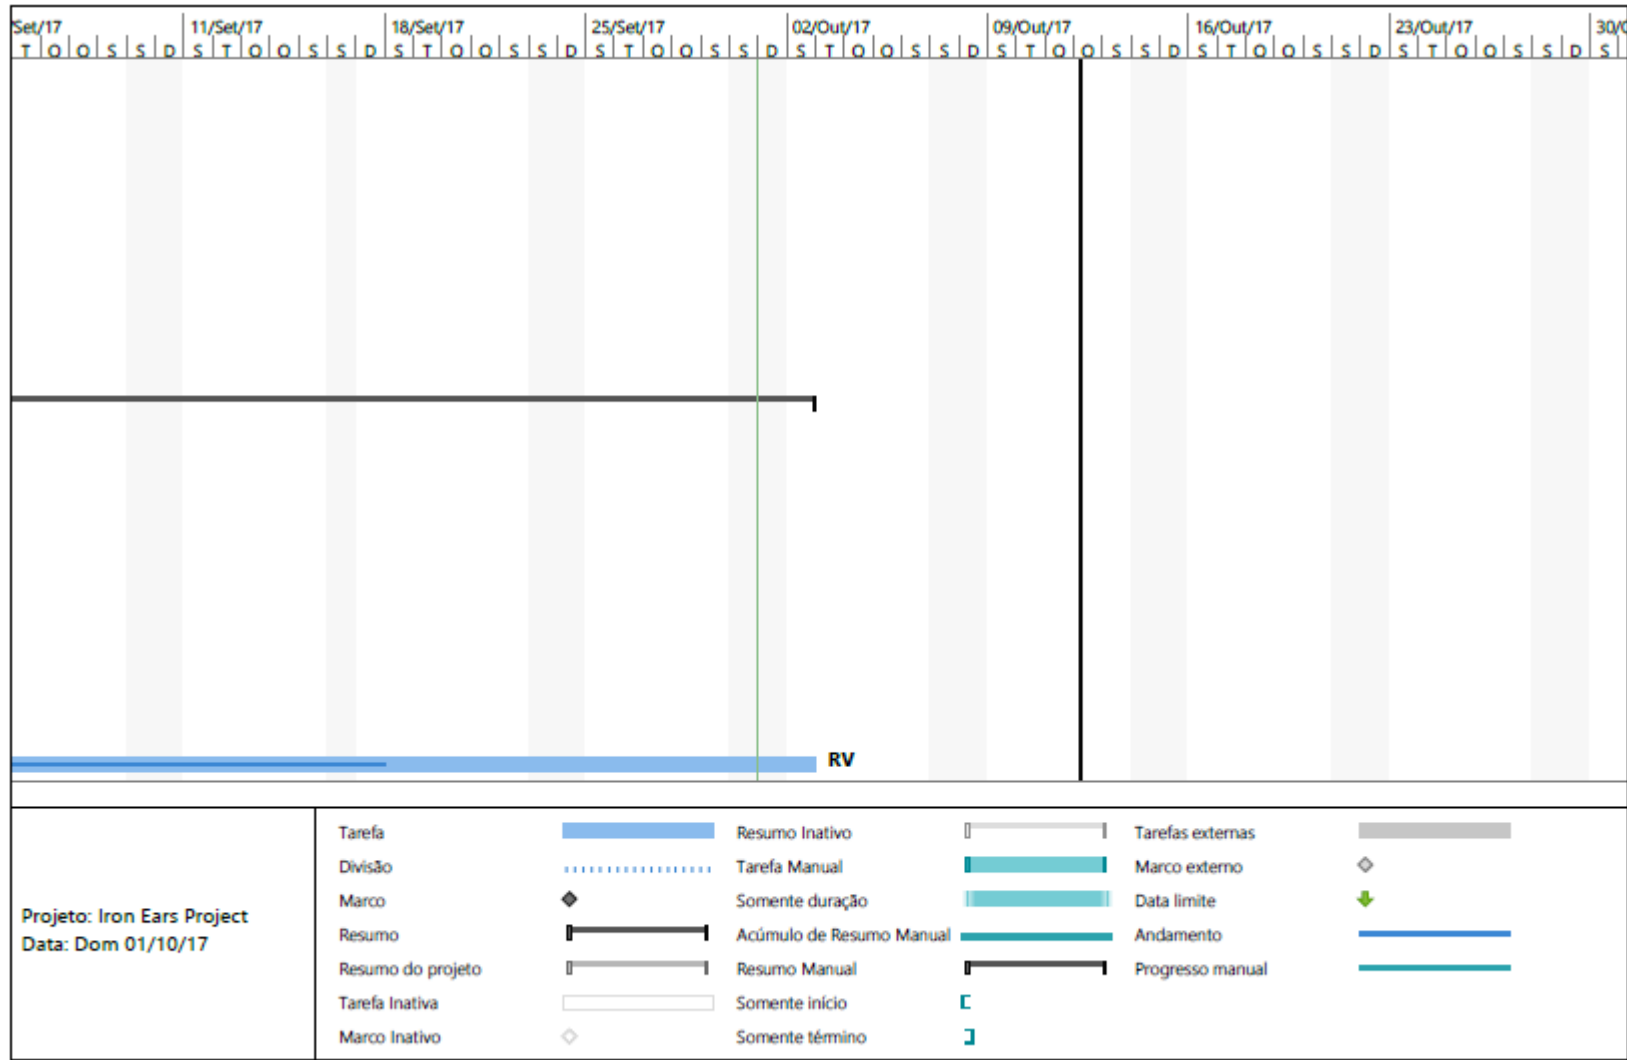 Set/17 11/Set/17 18/Set/17 25/Set/17 02/Out/17 09/Out/17 16/Out/17 23/Out/17
T Q Q S S D S T Q Q S S D S T Q Q S S D S T Q Q S S D S T Q Q S S D S T Q Q S S D S T Q Q S S D S T Q Q S S D S
RV
Projeto: Iron Ears Project
Data: Dom 01/10/17
Tarefa
Divisão
Marco
Resumo
Resumo do projeto
Tarefa Inativa
Marco Inativo
Resumo Inativo
Tarefa Manual
Somente duração
Acúmulo de Resumo Manual
Resumo Manual
Somente início
Somente término
Tarefas externas
Marco externo
Data limite
Andamento
Progresso manual